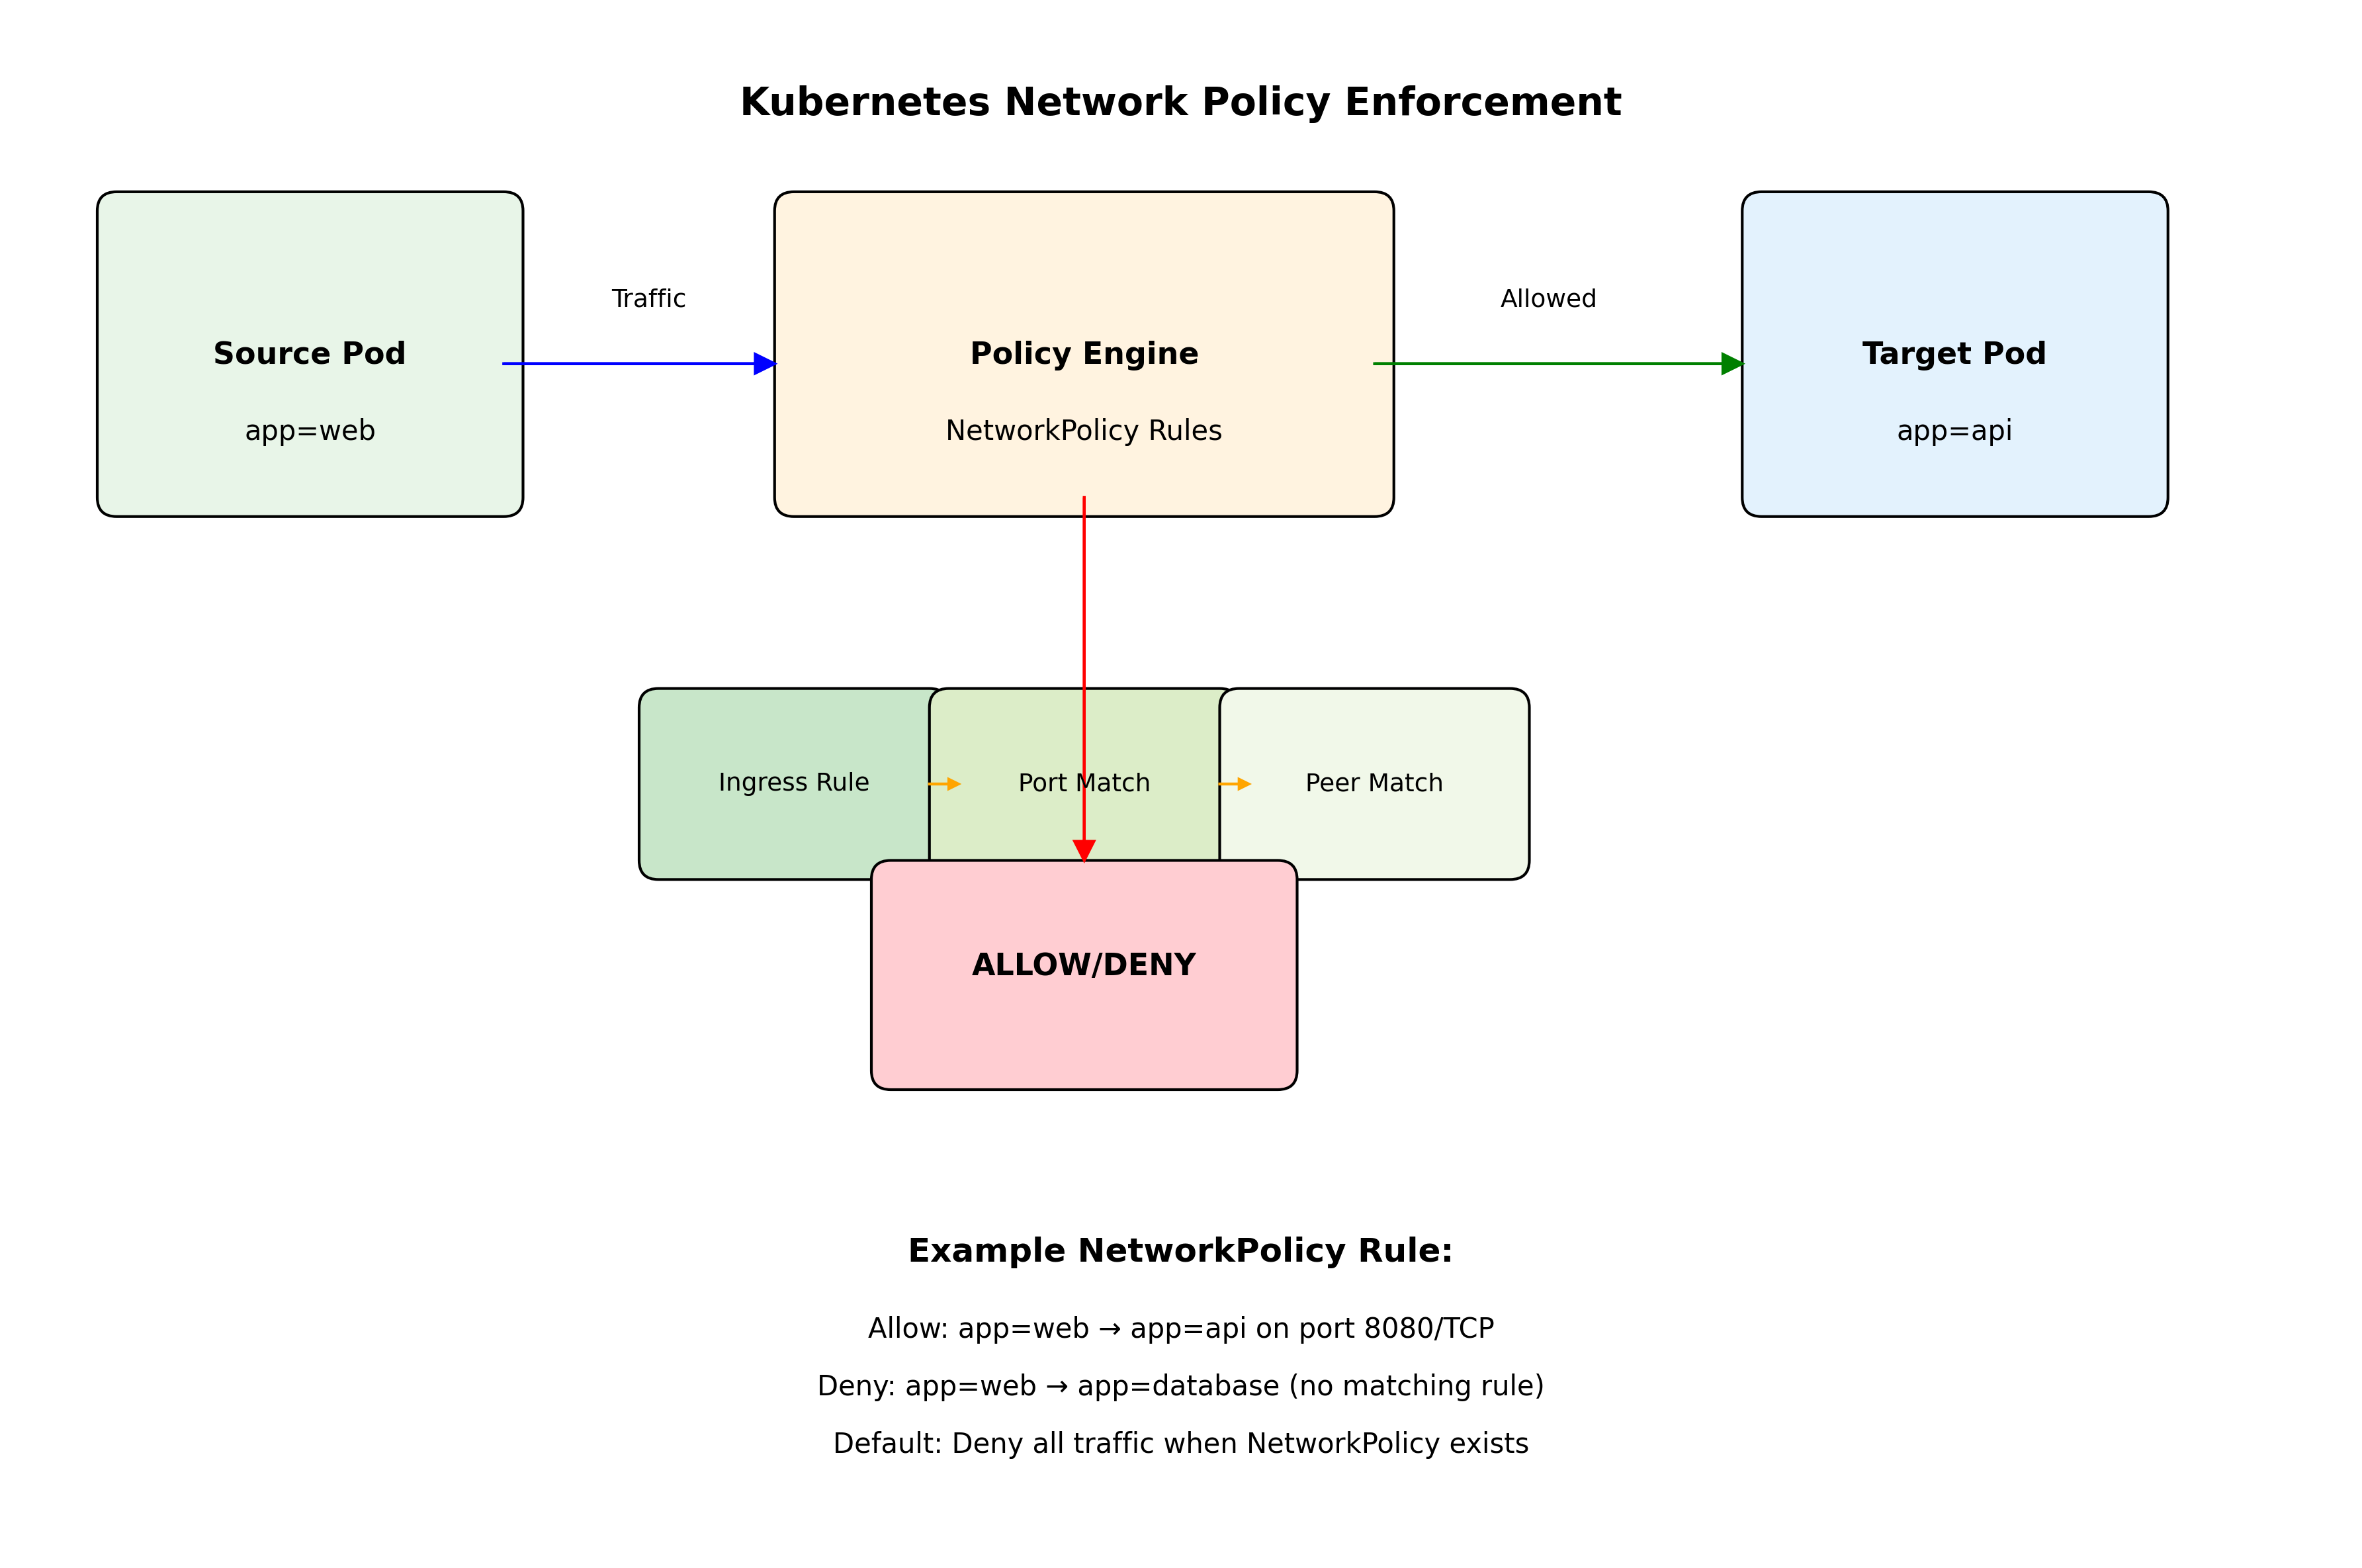 Kubernetes Network Policy Enforcement
Source Pod
app=web
Traffic
Policy Engine
NetworkPolicy Rules
Allowed
Target Pod
app=api
Ingress Rule
Port Match
Peer Match
ALLOW/DENY
Example NetworkPolicy Rule:
Allow: app=web → app=api on port 8080/TCP
Deny: app=web → app=database (no matching rule)
Default: Deny all traffic when NetworkPolicy exists